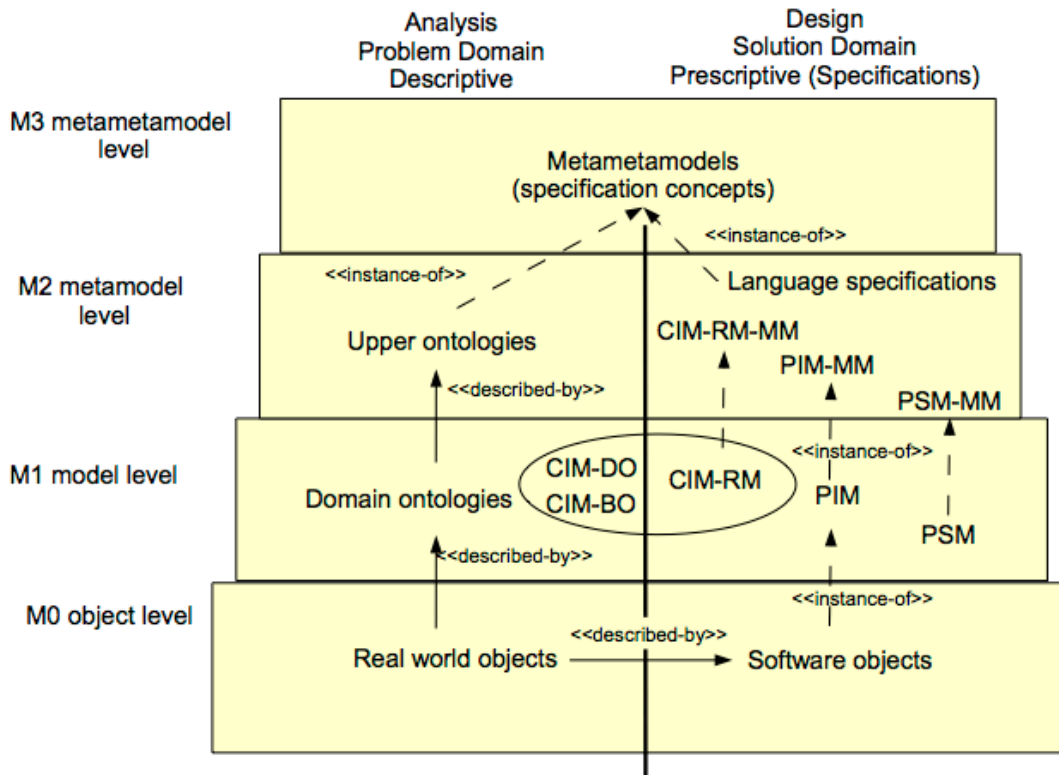 Analysis
Problem Domain
Descriptive
Design
Solution Domain
Prescriptive (Specifications)
M3 metametamodel
level
Metametamodels
(specification concepts)
<<instance-of>>
<<instance-of>>
M2 metamodel
level
Language specifications
Upper ontologies
CIM-RM-MM
PIM-MM
PSM-MM
<<described-by>>
M1 model level
CIM-DO
CIM-BO
CIM-RM
<<instance-of>>
Domain ontologies
PIM
PSM
<<described-by>>
M0 object level
<<instance-of>>
<<described-by>>
Real world objects
Software objects